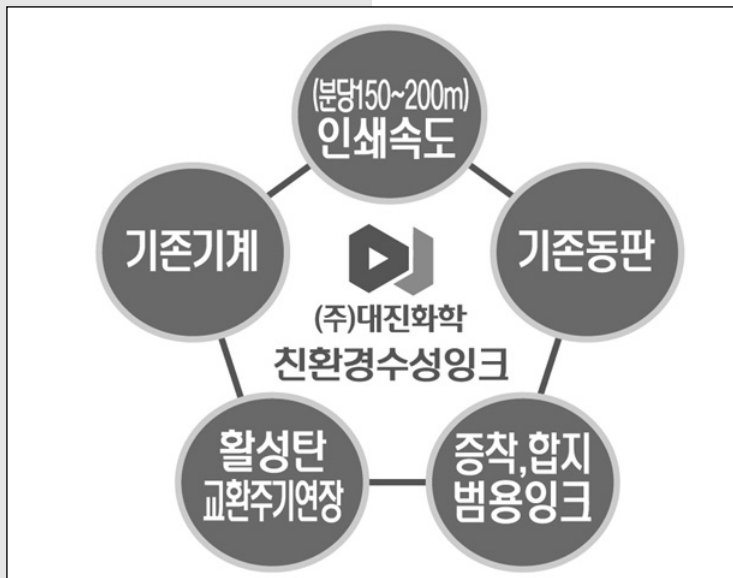 (분당150~200m)
인쇄속도
기존기계
기존동판
(주)대진화학
친환경수성잉크
활성탄
교환주기연장
증착,합지
범용잉크